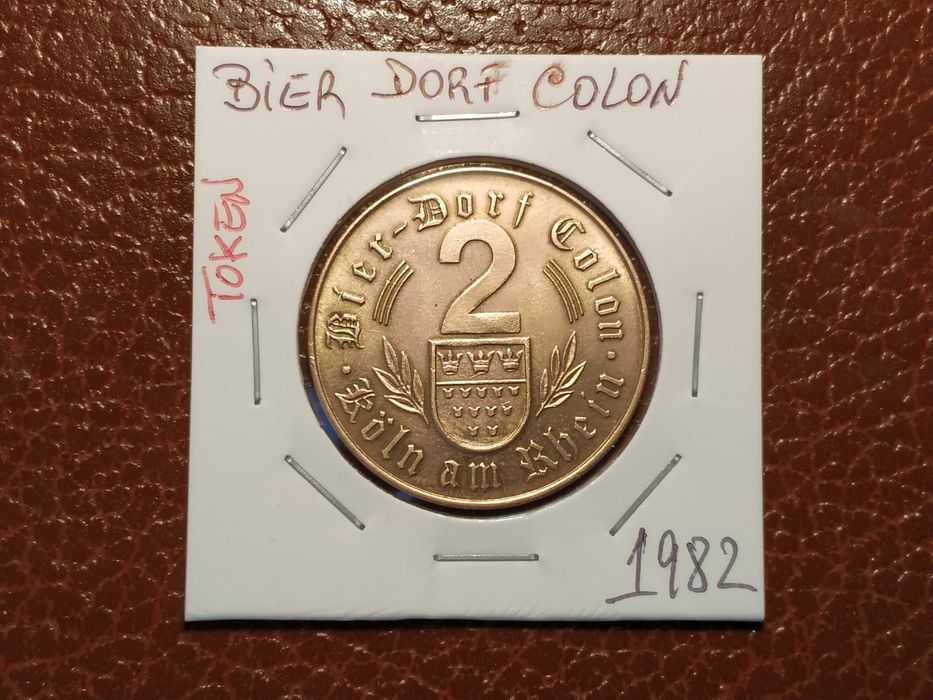 BiER DORF COLON
TOKEN
· Bier-Dorf Colon ·
2
Köln am Rhein
1982